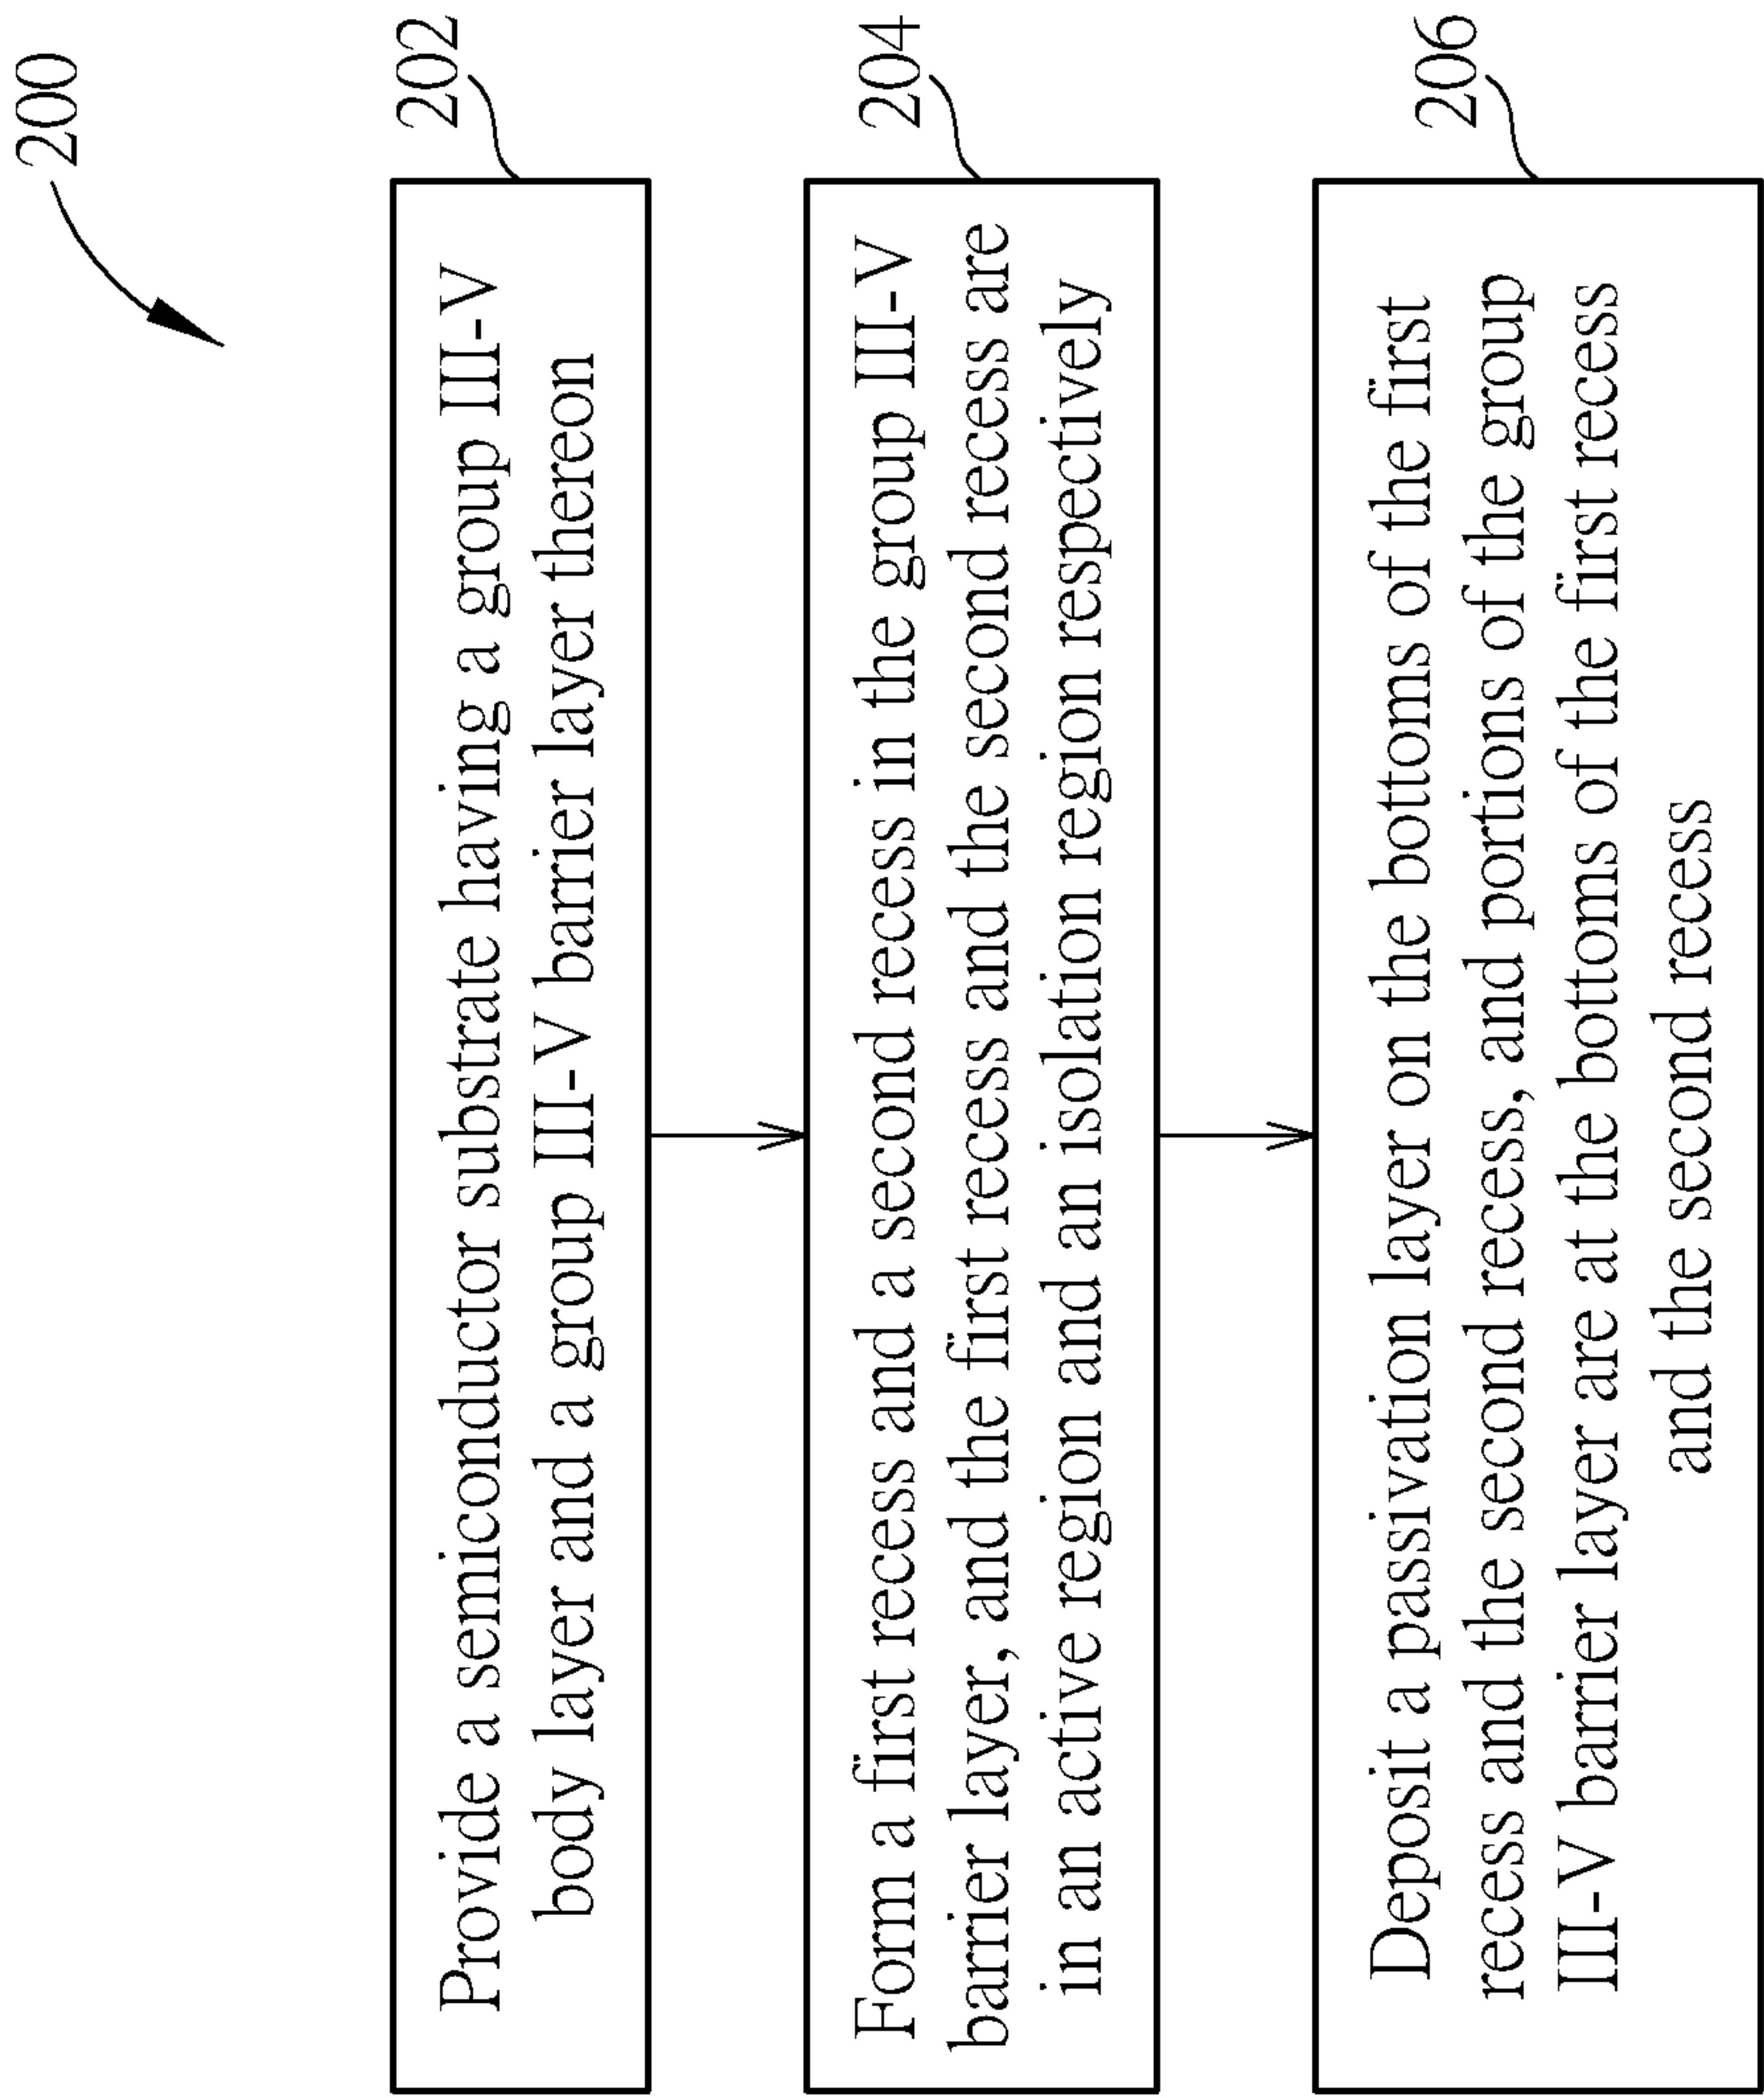 200
202
Provide a semiconductor substrate having a group III-V
body layer and a group III-V barrier layer thereon
204
Form a first recess and a second recess in the group III-V
barrier layer, and the first recess and the second recess are
in an active region and an isolation region respectively
206
Deposit a passivation layer on the bottoms of the first
recess and the second recess, and portions of the group
III-V barrier layer are at the bottoms of the first recess
and the second recess